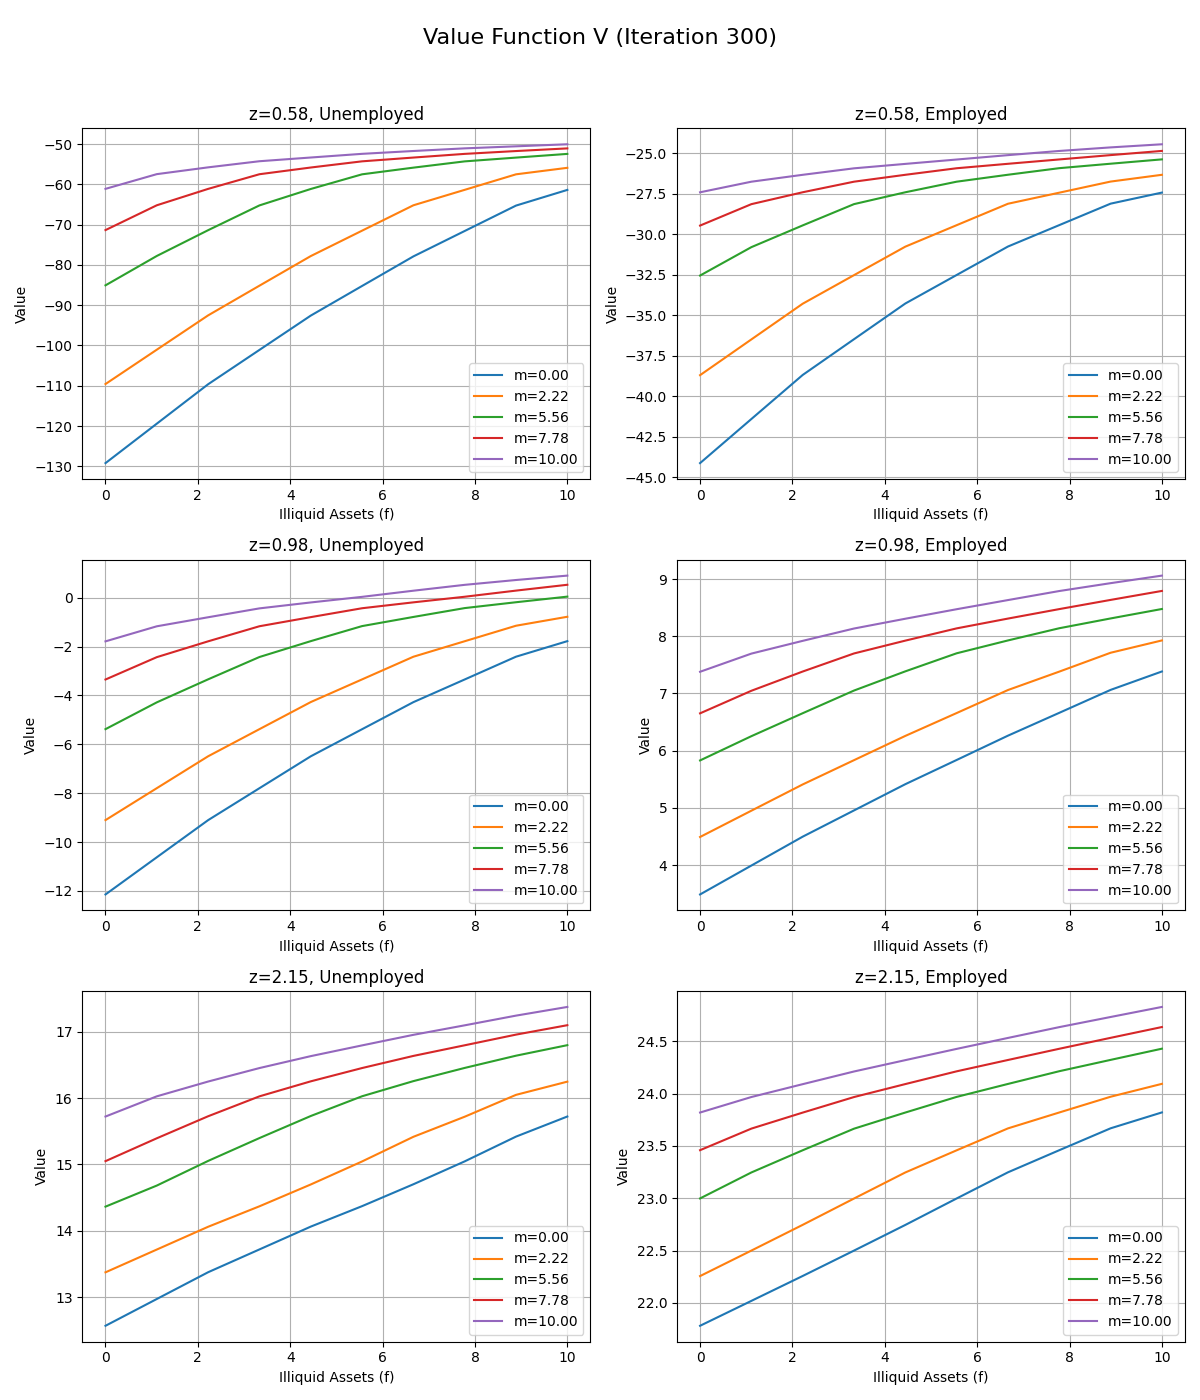 Value Function V (Iteration 300)
z=0.58, Unemployed
−50
−60
−70
−80
−90
−100
−110
−120
−130
Value
m=0.00
m=2.22
m=5.56
m=7.78
m=10.00
0 2 4 6 8 10
Illiquid Assets (f)
z=0.58, Employed
−25.0
−27.5
−30.0
−32.5
−35.0
−37.5
−40.0
−42.5
−45.0
Value
m=0.00
m=2.22
m=5.56
m=7.78
m=10.00
0 2 4 6 8 10
Illiquid Assets (f)
z=0.98, Unemployed
0
−2
−4
−6
−8
−10
−12
Value
m=0.00
m=2.22
m=5.56
m=7.78
m=10.00
0 2 4 6 8 10
Illiquid Assets (f)
z=0.98, Employed
9
8
7
6
5
4
Value
m=0.00
m=2.22
m=5.56
m=7.78
m=10.00
0 2 4 6 8 10
Illiquid Assets (f)
z=2.15, Unemployed
17
16
15
14
13
Value
m=0.00
m=2.22
m=5.56
m=7.78
m=10.00
0 2 4 6 8 10
Illiquid Assets (f)
z=2.15, Employed
24.5
24.0
23.5
23.0
22.5
22.0
Value
m=0.00
m=2.22
m=5.56
m=7.78
m=10.00
0 2 4 6 8 10
Illiquid Assets (f)